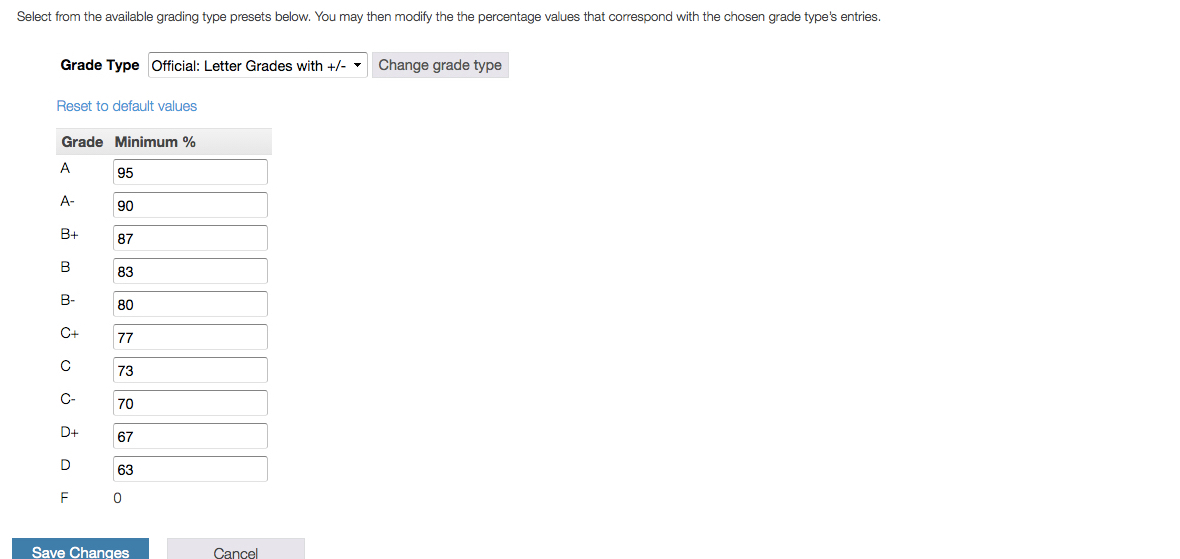 Select from the available grading type presets below. You may then modify the the percentage values that correspond with the chosen grade type's entries.
Grade Type Official: Letter Grades with +/- Change grade type
Reset to default values
Grade Minimum %
A 95
A- 90
B+ 87
B 83
B- 80
C+ 77
C 73
C- 70
D+ 67
D 63
F 0
Save Changes Cancel